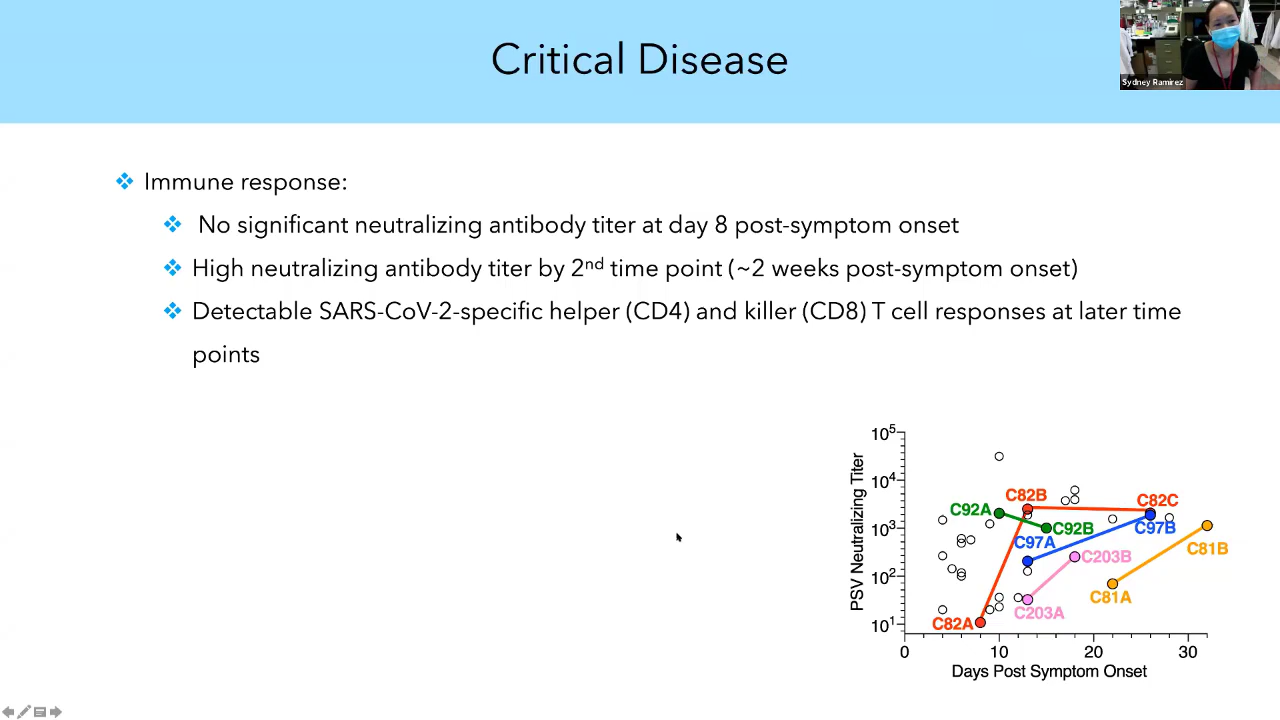 Critical Disease
Sydney Ramirez
Immune response:
No significant neutralizing antibody titer at day 8 post-symptom onset
High neutralizing antibody titer by 2nd time point (~2 weeks post-symptom onset)
Detectable SARS-CoV-2-specific helper (CD4) and killer (CD8) T cell responses at later time
points
PSV Neutralizing Titer
10⁵
10⁴
10³
10²
10¹
C82B
C82C
C92A
C92B
C97A
C97B
C203B
C203A
C81B
C81A
C82A
0 10 20 30
Days Post Symptom Onset